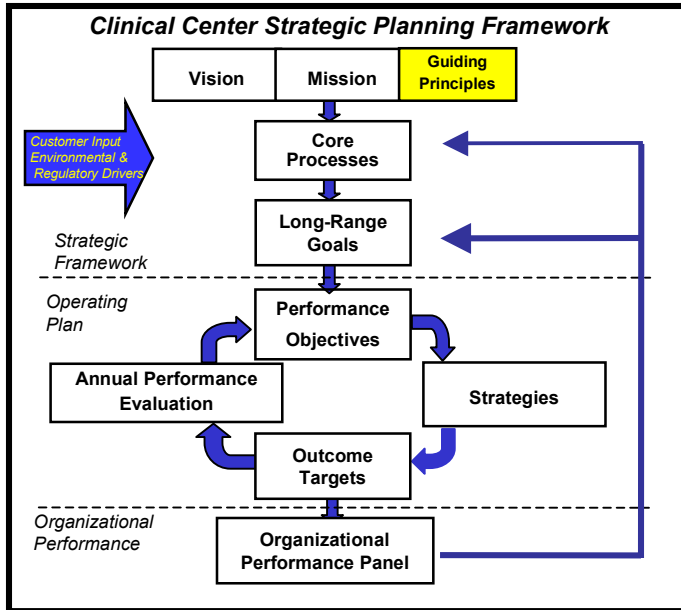 Clinical Center Strategic Planning Framework
Vision
Mission
Guiding
Principles
Customer Input
Environmental &
Regulatory Drivers
Core
Processes
Long-Range
Goals
Strategic
Framework
Operating
Plan
Performance
Objectives
Annual Performance
Evaluation
Strategies
Outcome
Targets
Organizational
Performance
Organizational
Performance Panel